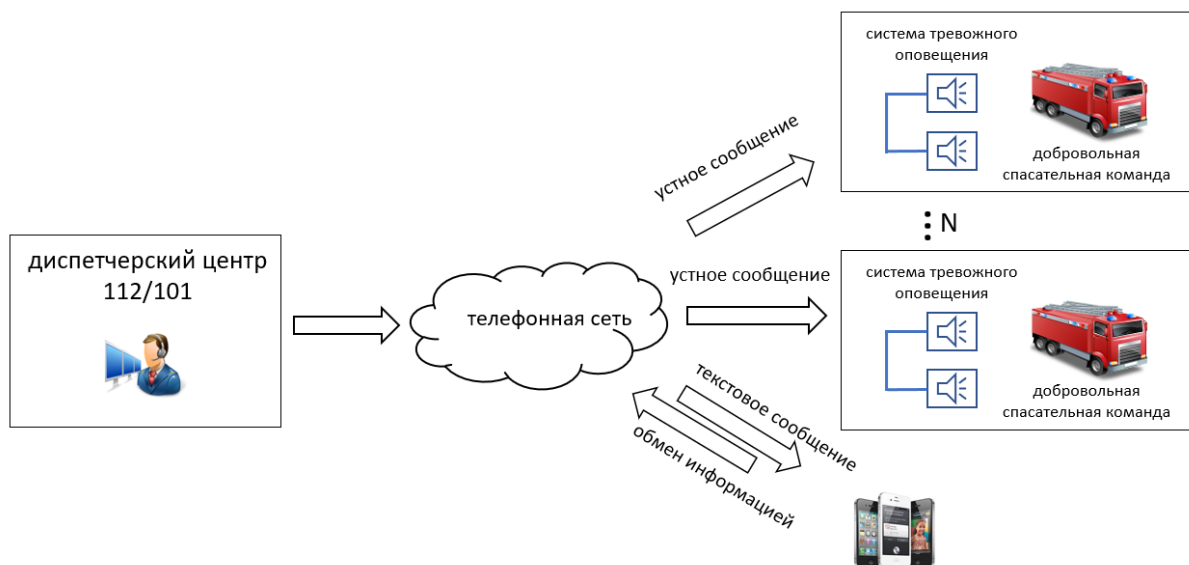 диспетчерский центр
112/101
телефонная сеть
устное сообщение
устное сообщение
текстовое сообщение
обмен информацией
система тревожного
оповещения
добровольная
спасательная команда
N
система тревожного
оповещения
добровольная
спасательная команда